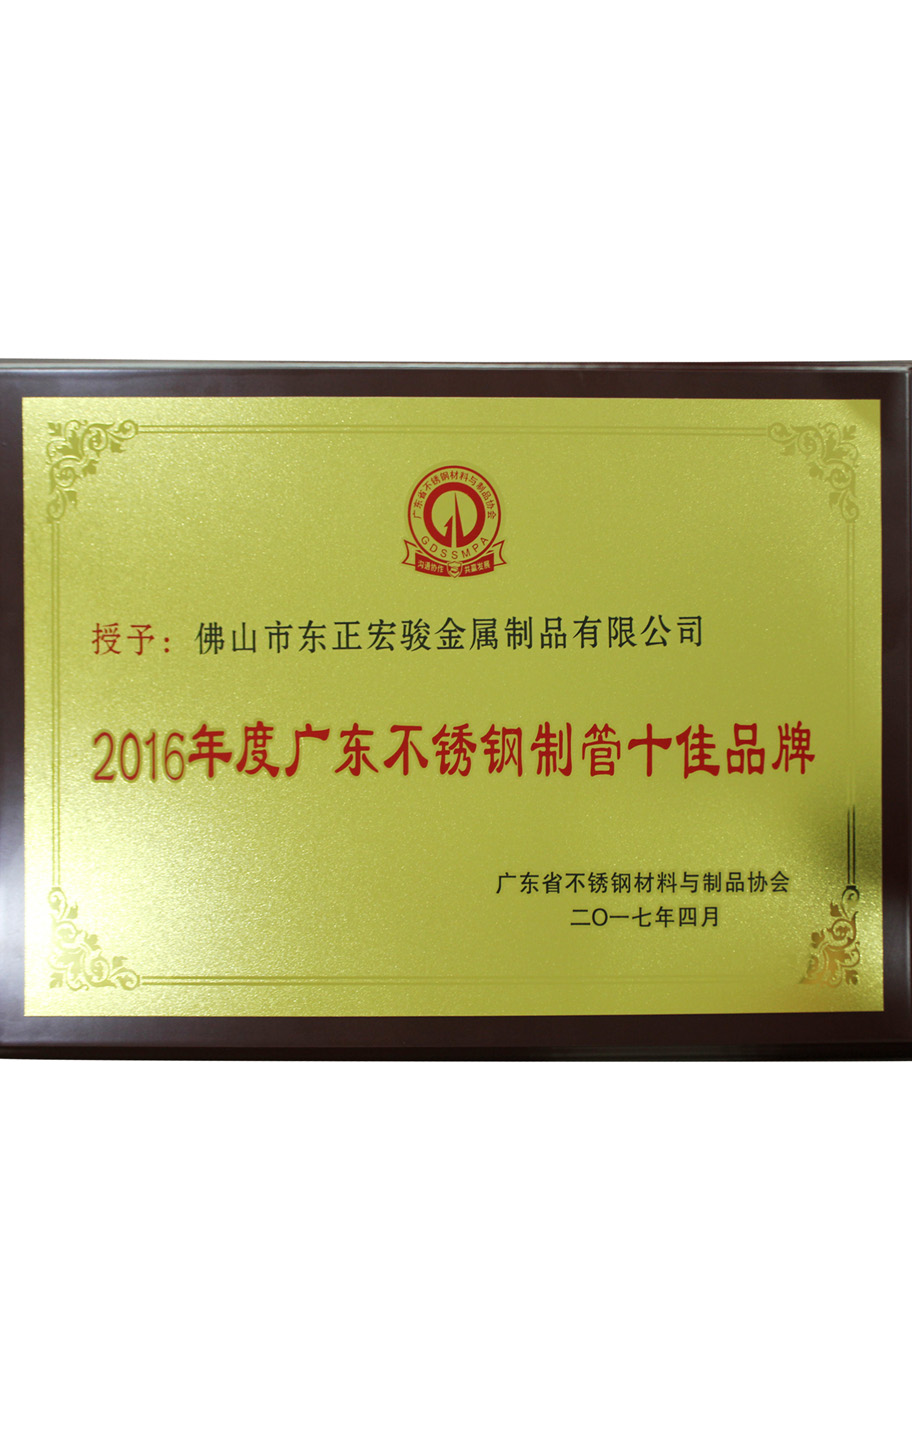 广东省不锈钢材料与制品协会
GDSSMPA
沟通协作 共赢发展
授予：佛山市东正宏骏金属制品有限公司
2016年度广东不锈钢制管十佳品牌
广东省不锈钢材料与制品协会
二〇一七年四月